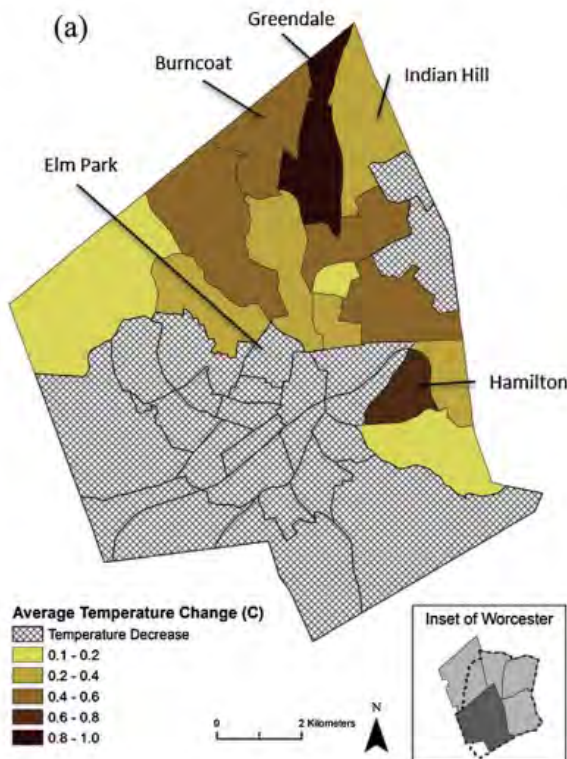 (a)
Greendale
Burncoat
Indian Hill
Elm Park
Hamilton
Average Temperature Change (C)
Temperature Decrease
0.1 - 0.2
0.2 - 0.4
0.4 - 0.6
0.6 - 0.8
0.8 - 1.0
0 2 Kilometers
N
Inset of Worcester